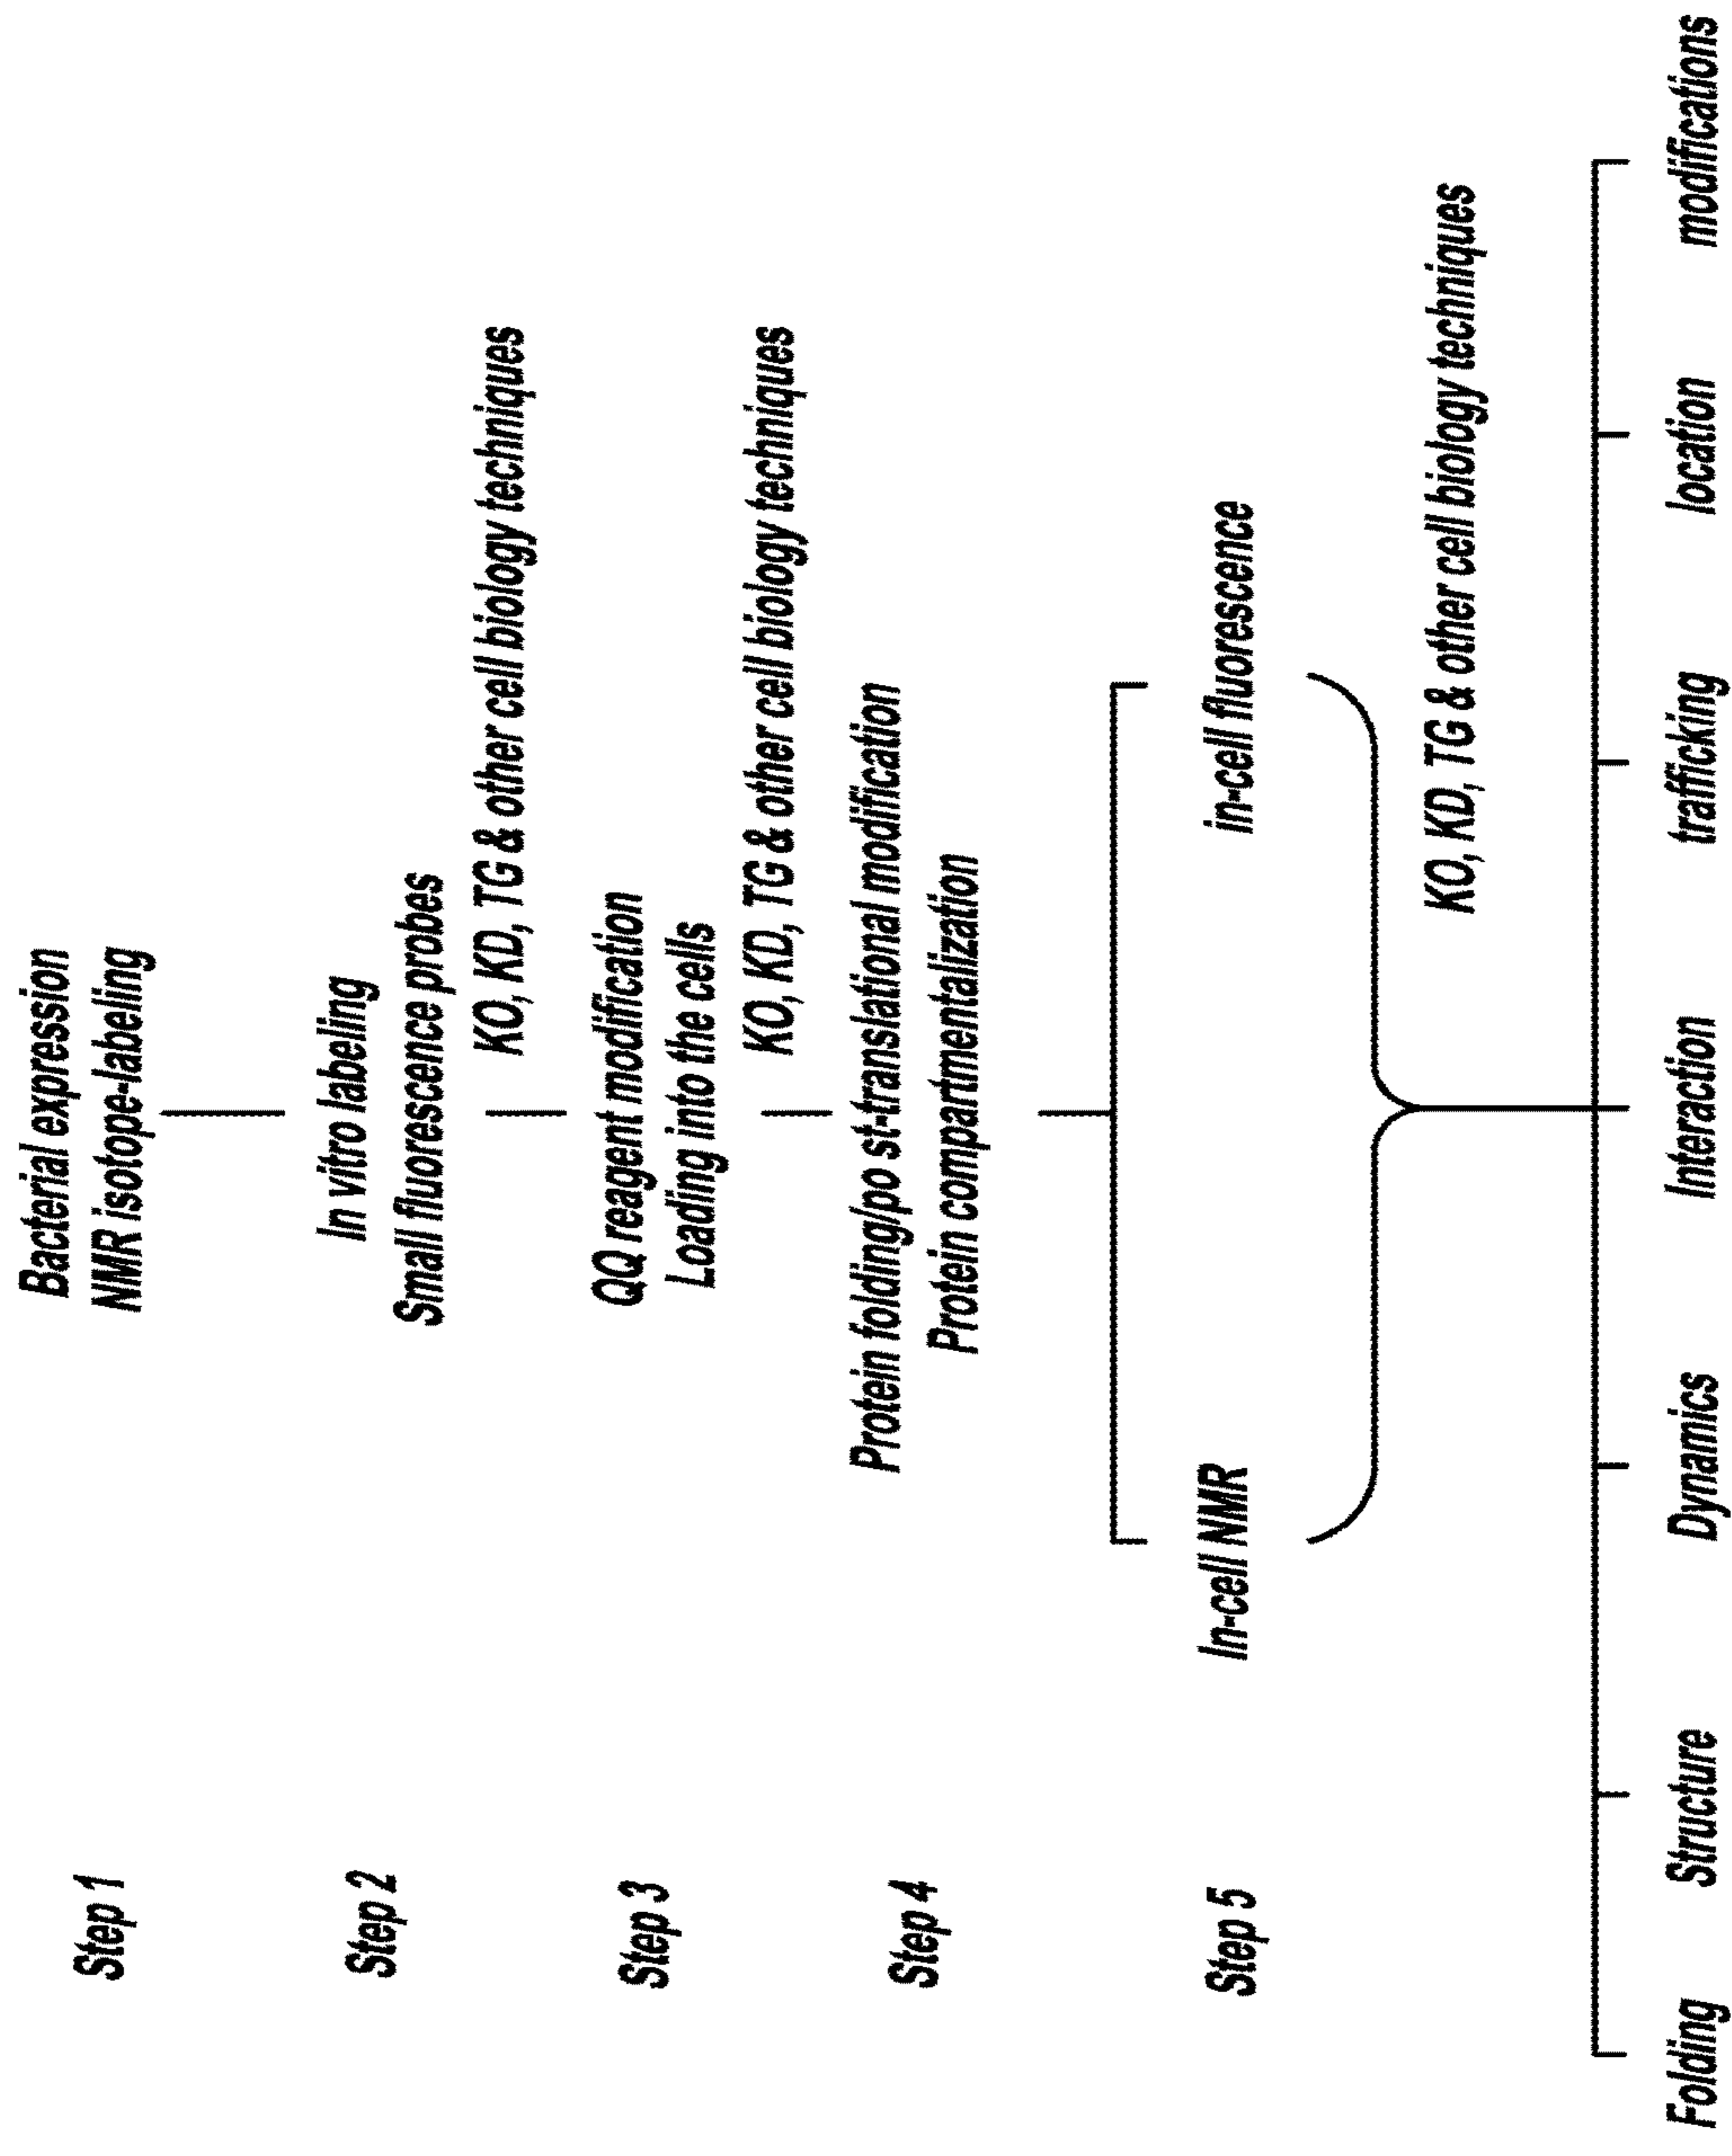 Step 1
Bacterial expression
NMR isotope-labeling
Step 2
In vitro labeling
Small fluorescence probes
KO, KD, TG & other cell biology techniques
Step 3
QQ reagent modification
Loading into the cells
KO, KD, TG & other cell biology techniques
Step 4
Protein folding/po st-translational modification
Protein compartmentalization
Step 5
In-cell NMR
in-cell fluorescence
KO, KD, TG & other cell biology techniques
Folding
Structure
Dynamics
Interaction
trafficking
location
modifications